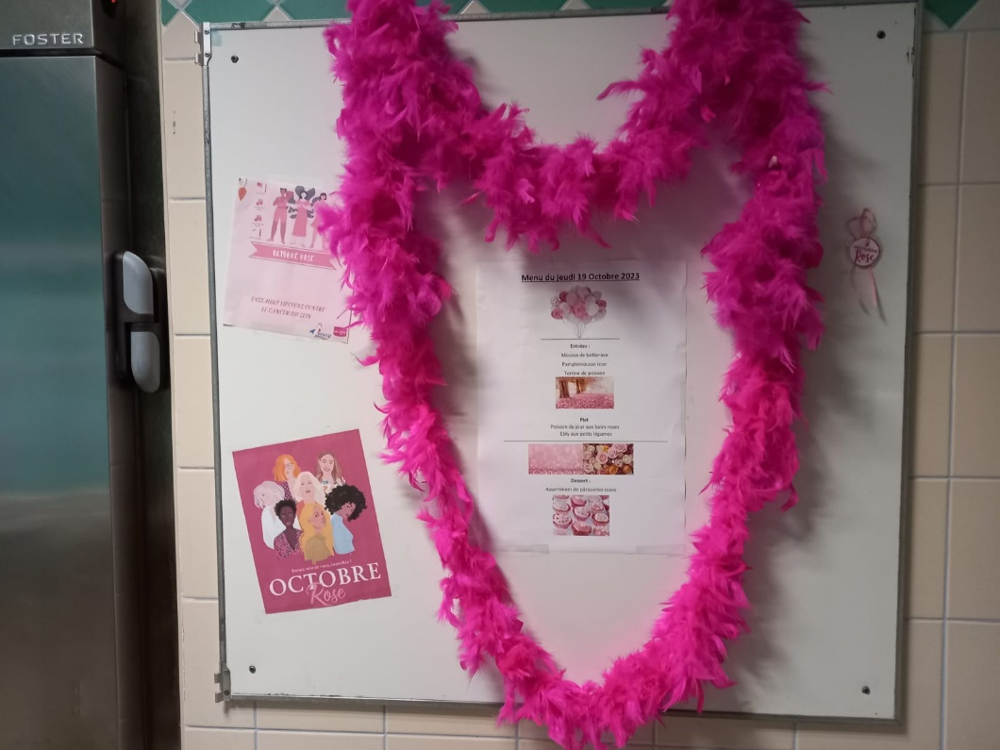 FOSTER
OCTOBRE ROSE
ENSEMBLE LUTTONS CONTRE
LE CANCER DU SEIN
Menu du jeudi 19 Octobre 2023
Entrées :
Mousse de betterave
Pamplemousse rose
Terrine de poisson
Plat
Poisson du jour aux baies roses
Ebly aux petits légumes
Dessert :
Assortiment de pâtisseries roses
Prenez soin de vous,
OCTOBRE
Rose
Rose